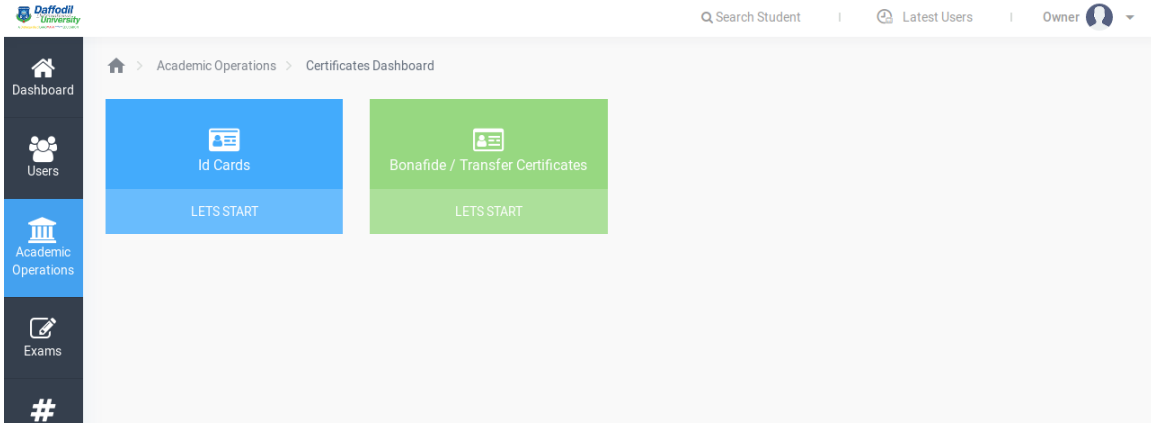 Daffodil
International
University
Search Student
Latest Users
Owner
Dashboard
Users
Academic
Operations
Exams
Academic Operations
Certificates Dashboard
Id Cards
LETS START
Bonafide / Transfer Certificates
LETS START